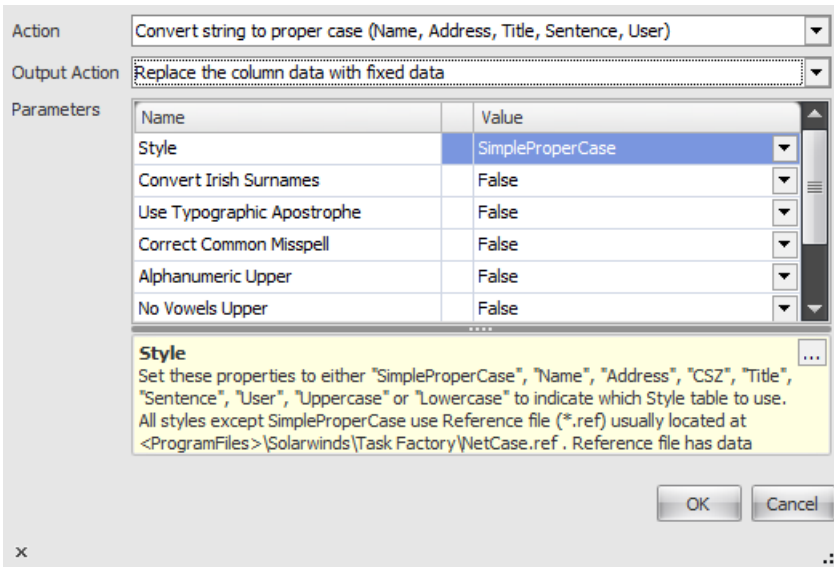 Action Convert string to proper case (Name, Address, Title, Sentence, User)
Output Action Replace the column data with fixed data
Parameters
Name Value
Style SimpleProperCase
Convert Irish Surnames False
Use Typographic Apostrophe False
Correct Common Misspell False
Alphanumeric Upper False
No Vowels Upper False
Style
Set these properties to either "SimpleProperCase", "Name", "Address", "CSZ", "Title",
"Sentence", "User", "Uppercase" or "Lowercase" to indicate which Style table to use.
All styles except SimpleProperCase use Reference file (*.ref) usually located at
<ProgramFiles>\Solarwinds\Task Factory\NetCase.ref . Reference file has data
OK Cancel